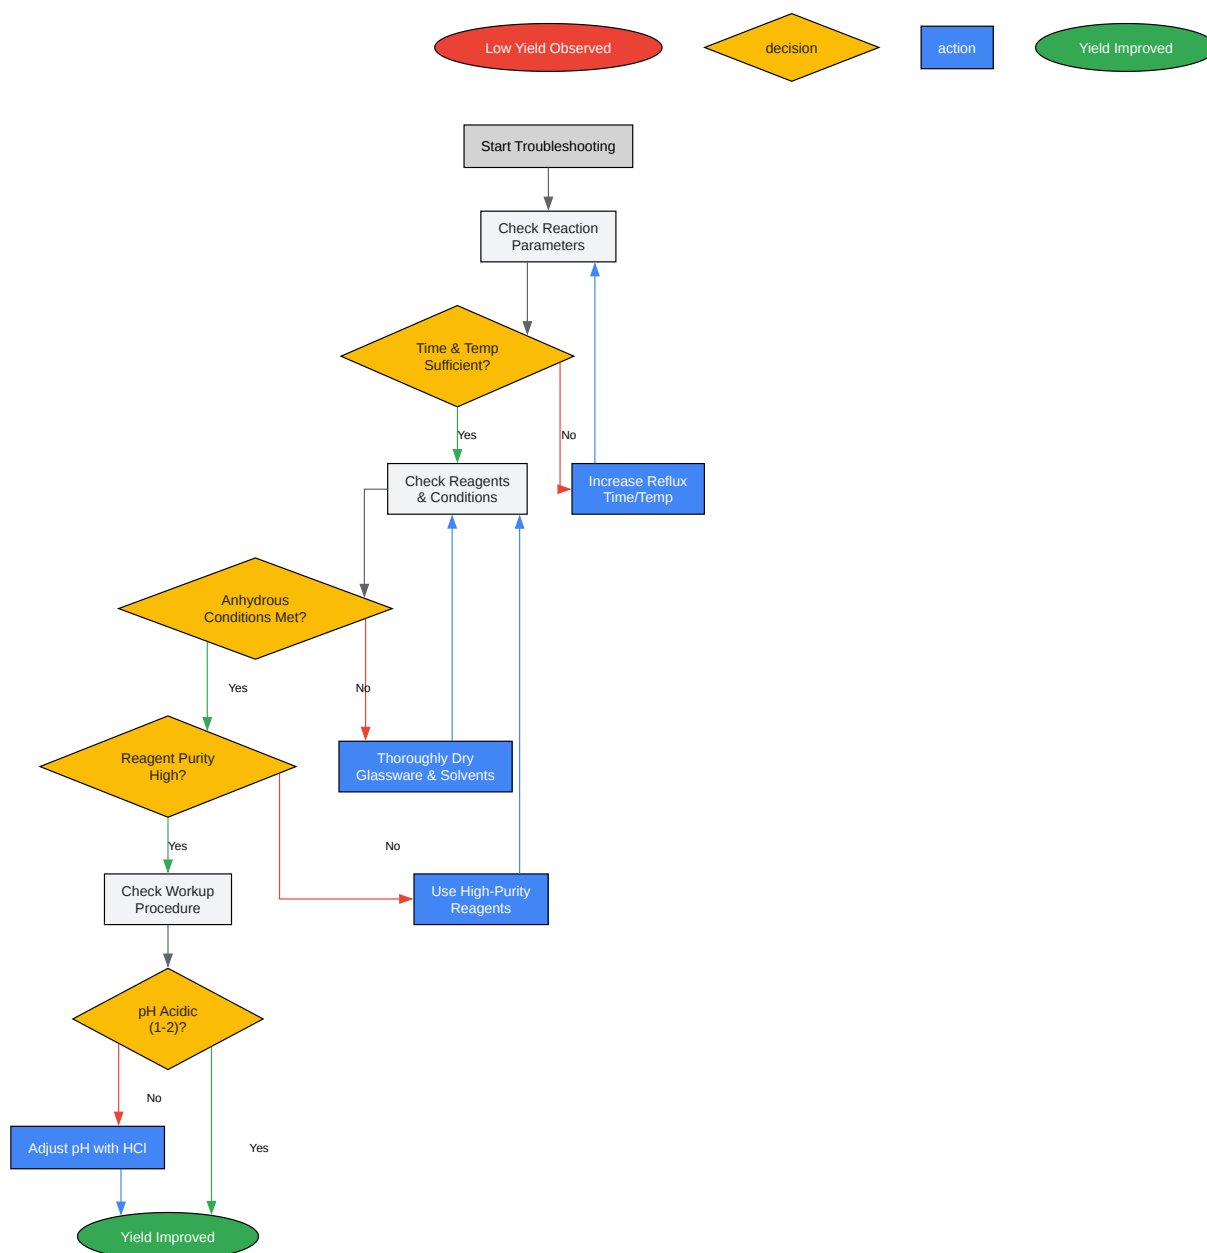 Low Yield Observed
decision
action
Yield Improved
Start Troubleshooting
Check Reaction
Parameters
Time & Temp
Sufficient?
Yes
No
Check Reagents
& Conditions
Increase Reflux
Time/Temp
Anhydrous
Conditions Met?
Yes
No
Reagent Purity
High?
Thoroughly Dry
Glassware & Solvents
Yes
No
Check Workup
Procedure
Use High-Purity
Reagents
pH Acidic
(1-2)?
No
Adjust pH with HCl
Yes
Yield Improved